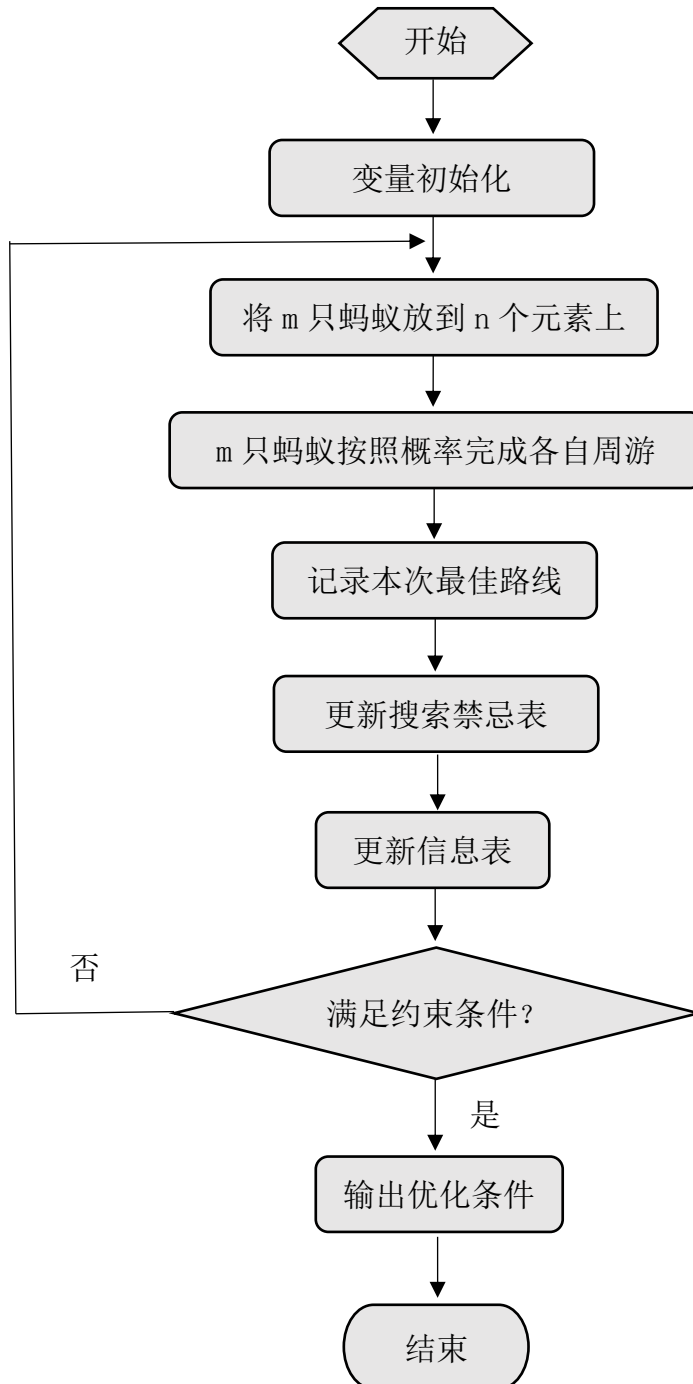 开始
变量初始化
将 m 只蚂蚁放到 n 个元素上
m 只蚂蚁按照概率完成各自周游
记录本次最佳路线
更新搜索禁忌表
更新信息表
否
满足约束条件？
是
输出优化条件
结束